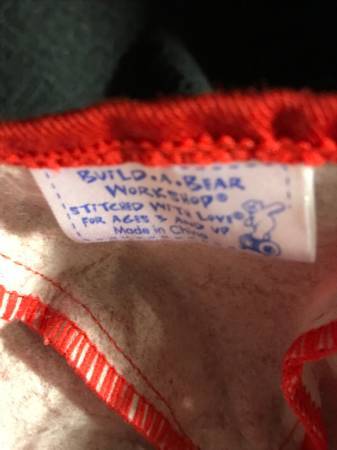 BUILD-A-BEAR
WORKSHOP®
STITCHED WITH LOVE®
FOR AGES 3 AND UP
Made in China